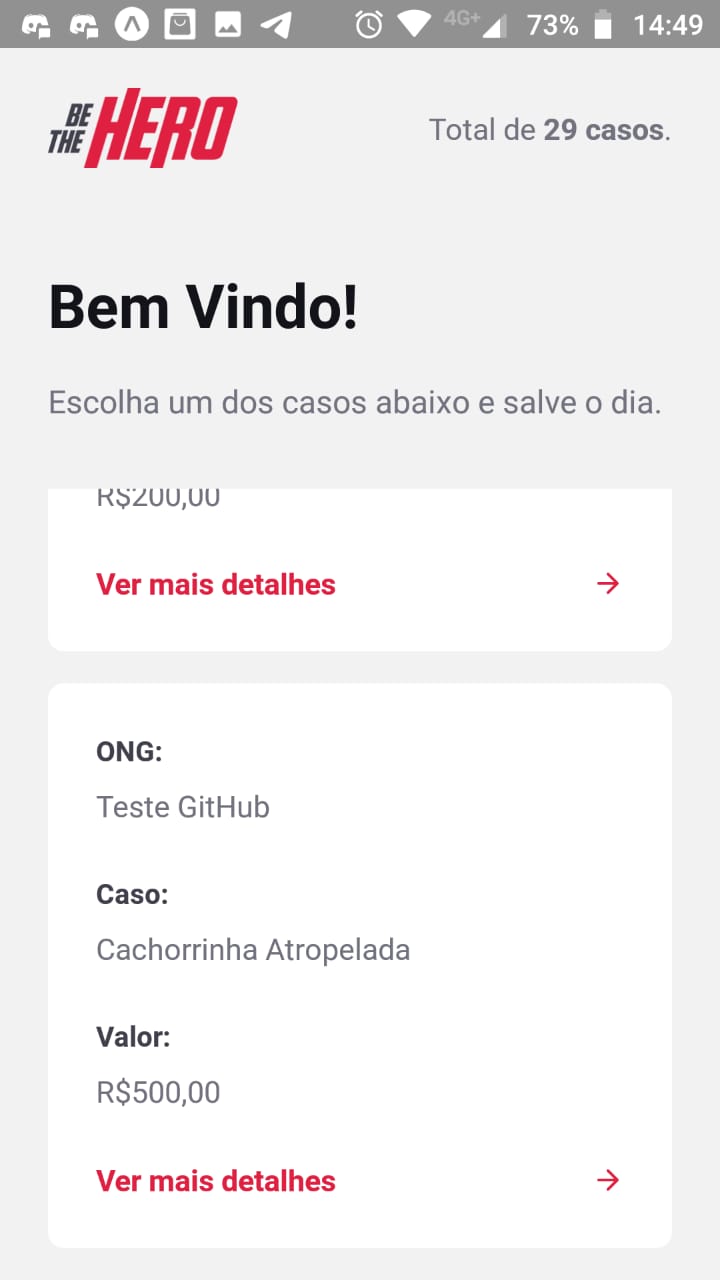 4G+ 73% 14:49
BE THE HERO
Total de 29 casos.
Bem Vindo!
Escolha um dos casos abaixo e salve o dia.
R$200,00
Ver mais detalhes →
ONG:
Teste GitHub
Caso:
Cachorrinha Atropelada
Valor:
R$500,00
Ver mais detalhes →